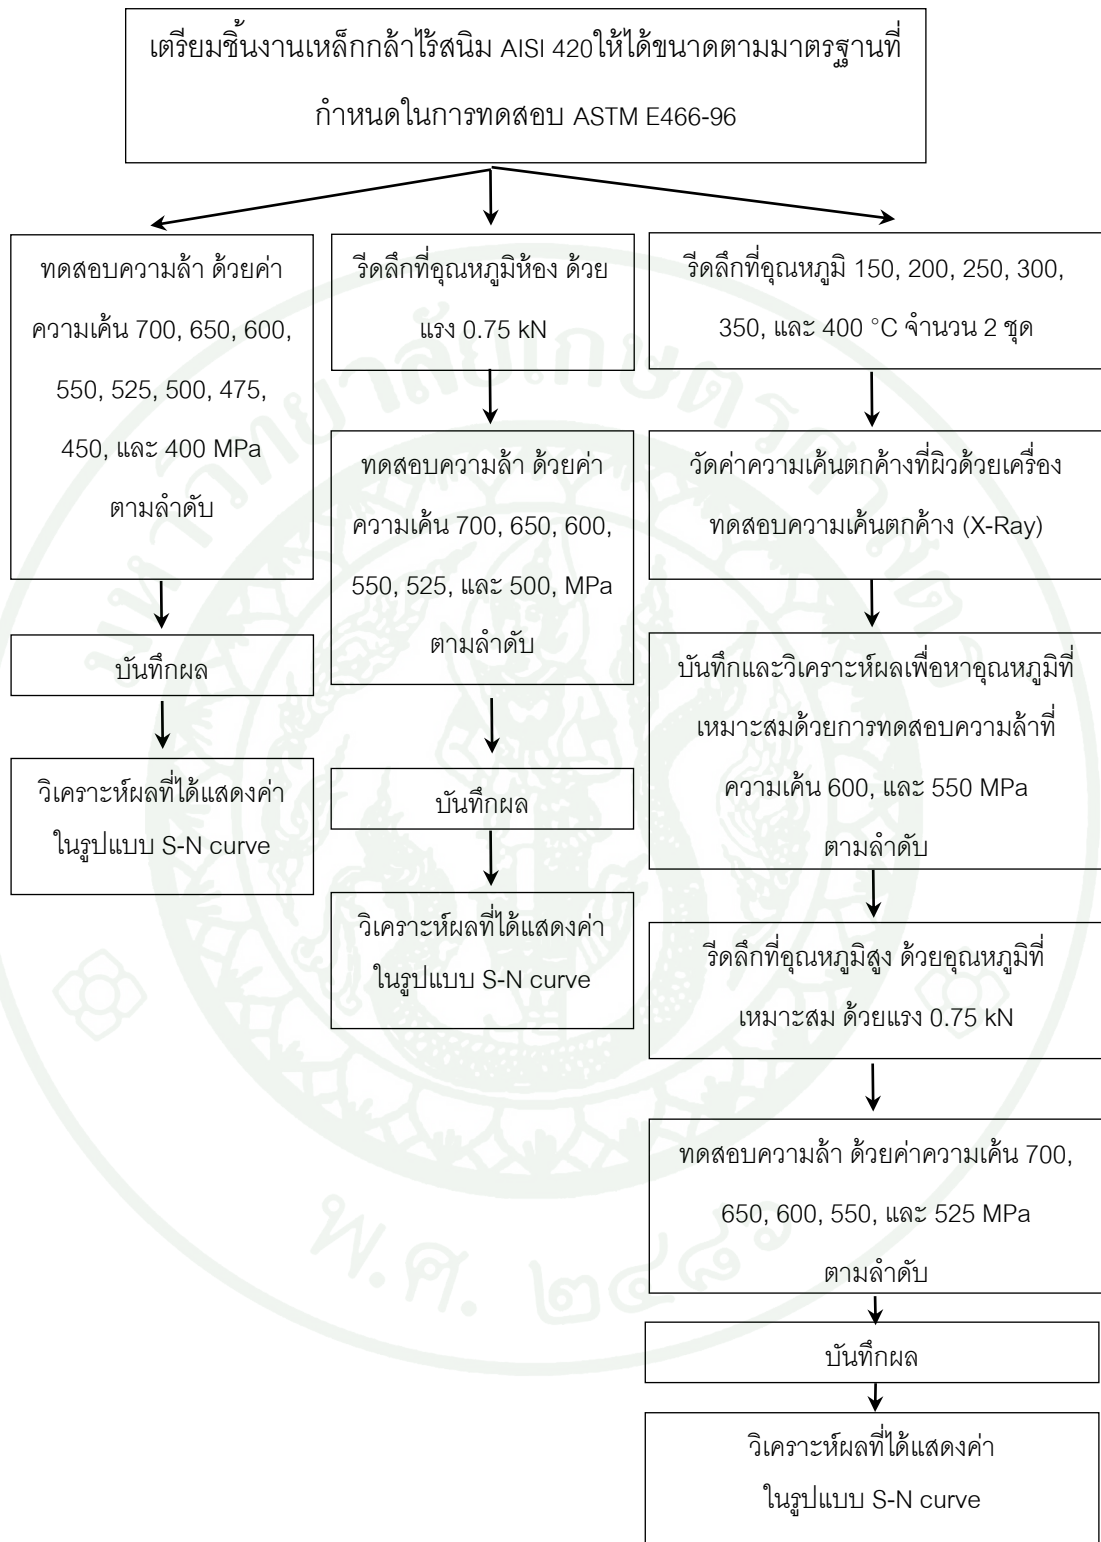 เตรียมชิ้นงานเหล็กกล้าไร้สนิม AISI 420ให้ได้ขนาดตามมาตรฐานที่
กำหนดในการทดสอบ ASTM E466-96
ทดสอบความล้า ด้วยค่า
ความเค้น 700, 650, 600,
550, 525, 500, 475,
450, และ 400 MPa
ตามลำดับ
บันทึกผล
วิเคราะห์ผลที่ได้แสดงค่า
ในรูปแบบ S-N curve
รีดลึกที่อุณหภูมิห้อง ด้วย
แรง 0.75 kN
ทดสอบความล้า ด้วยค่า
ความเค้น 700, 650, 600,
550, 525, และ 500, MPa
ตามลำดับ
บันทึกผล
วิเคราะห์ผลที่ได้แสดงค่า
ในรูปแบบ S-N curve
รีดลึกที่อุณหภูมิ 150, 200, 250, 300,
350, และ 400 °C จำนวน 2 ชุด
วัดค่าความเค้นตกค้างที่ผิวด้วยเครื่อง
ทดสอบความเค้นตกค้าง (X-Ray)
บันทึกและวิเคราะห์ผลเพื่อหาอุณหภูมิที่
เหมาะสมด้วยการทดสอบความล้าที่
ความเค้น 600, และ 550 MPa
ตามลำดับ
รีดลึกที่อุณหภูมิสูง ด้วยอุณหภูมิที่
เหมาะสม ด้วยแรง 0.75 kN
ทดสอบความล้า ด้วยค่าความเค้น 700,
650, 600, 550, และ 525 MPa
ตามลำดับ
บันทึกผล
วิเคราะห์ผลที่ได้แสดงค่า
ในรูปแบบ S-N curve
มหาวิทยาลัยเกษตรศาสตร์
พ.ศ. ๒๔๘๖